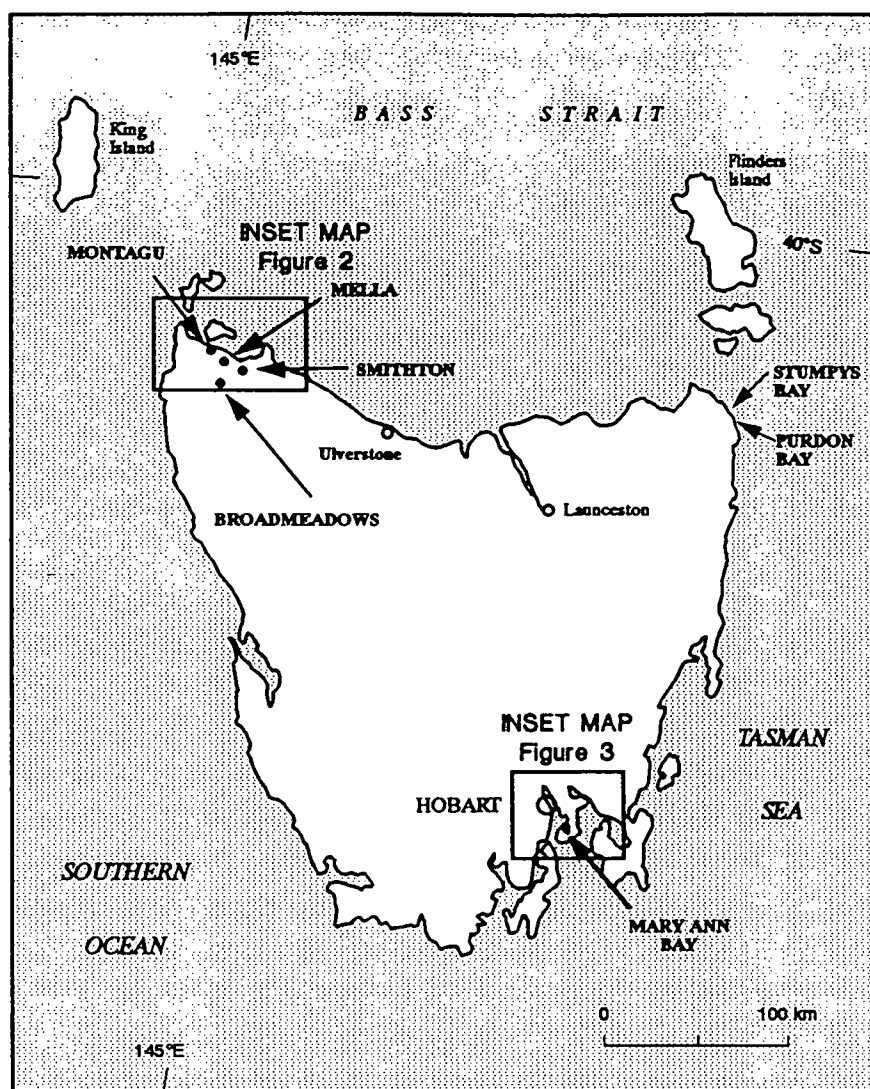 145°E
BASS STRAIT
King
Island
Flinders
Island
40°S
INSET MAP
Figure 2
MONTAGU
MELLA
SMITHTON
STUMPYS
BAY
PURDON
BAY
Ulverstone
Launceston
BROADMEADOWS
INSET MAP
Figure 3
TASMAN
SEA
HOBART
SOUTHERN
OCEAN
MARY ANN
BAY
0 100 km
145°E